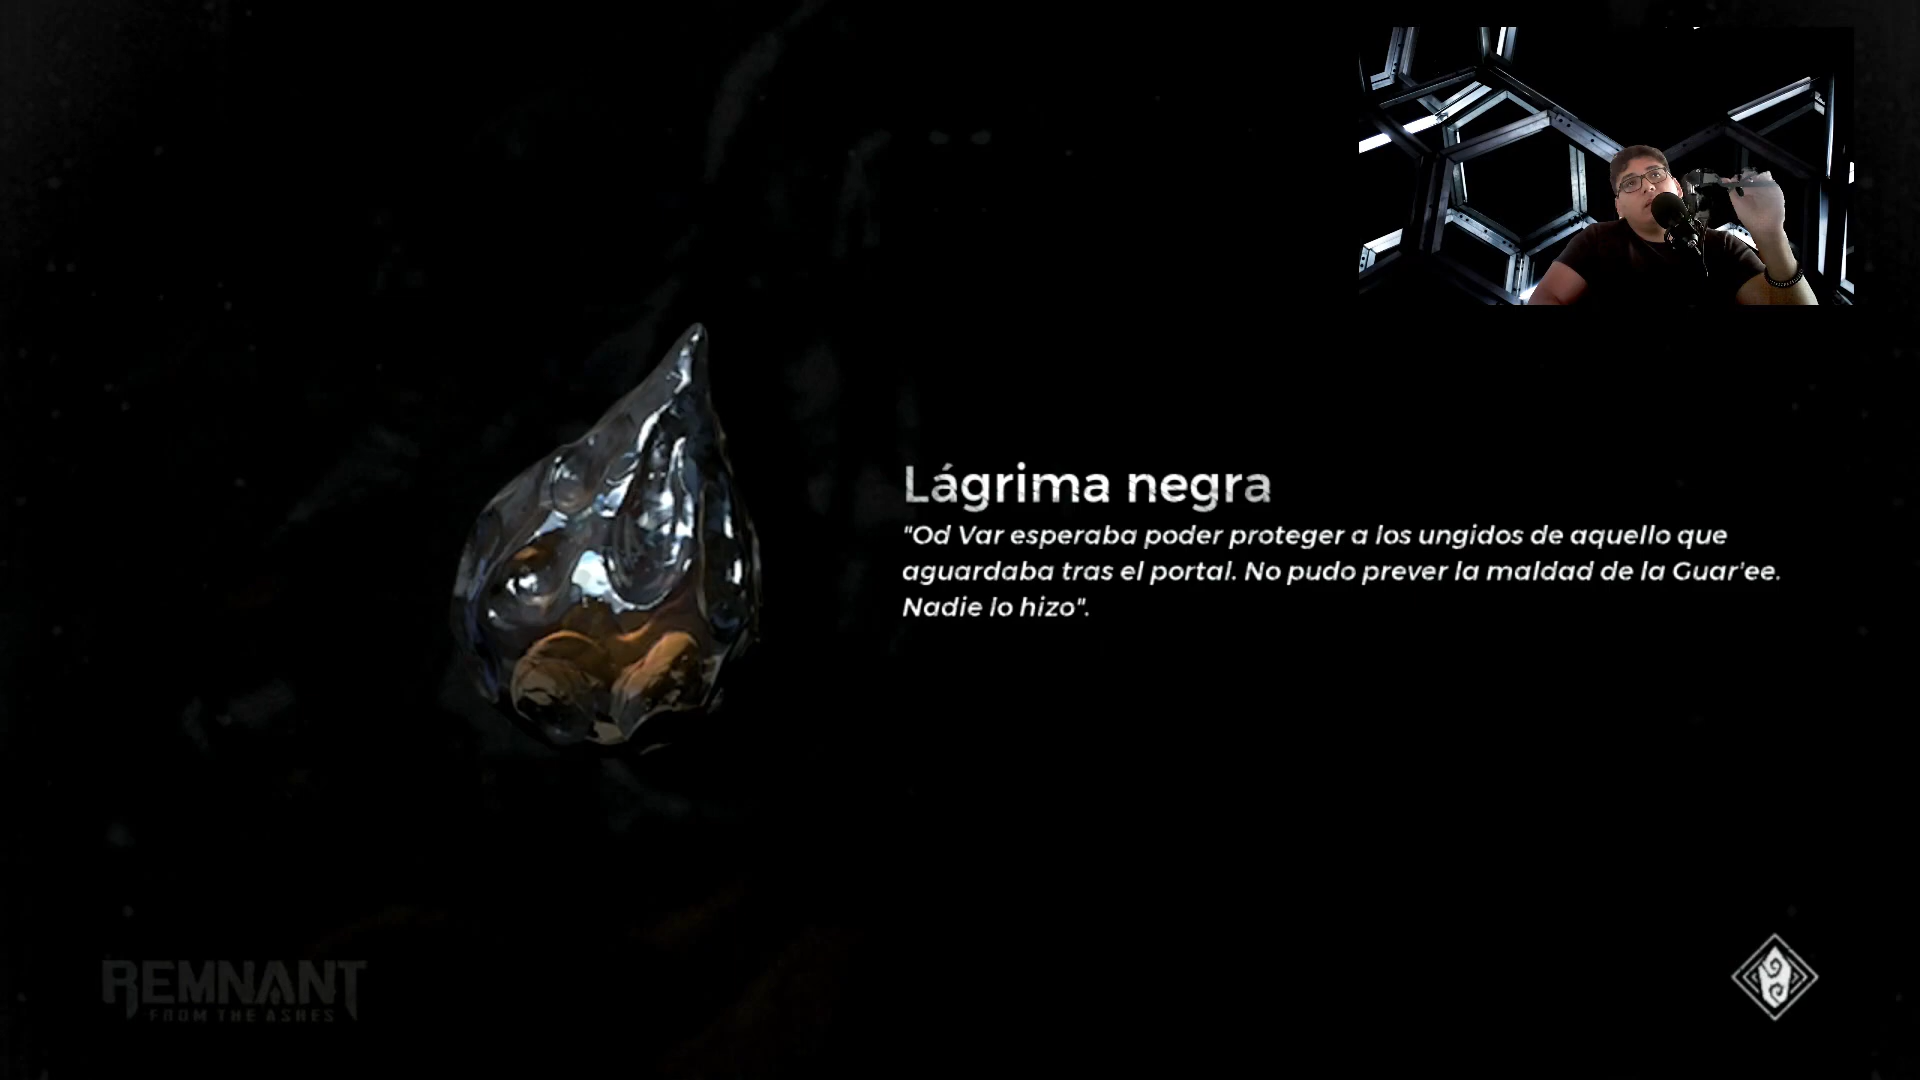 Lágrima negra
"Od Var esperaba poder proteger a los ungidos de aquello que
aguardaba tras el portal. No pudo prever la maldad de la Guar'ee.
Nadie lo hizo".
REMNANT
FROM THE ASHES